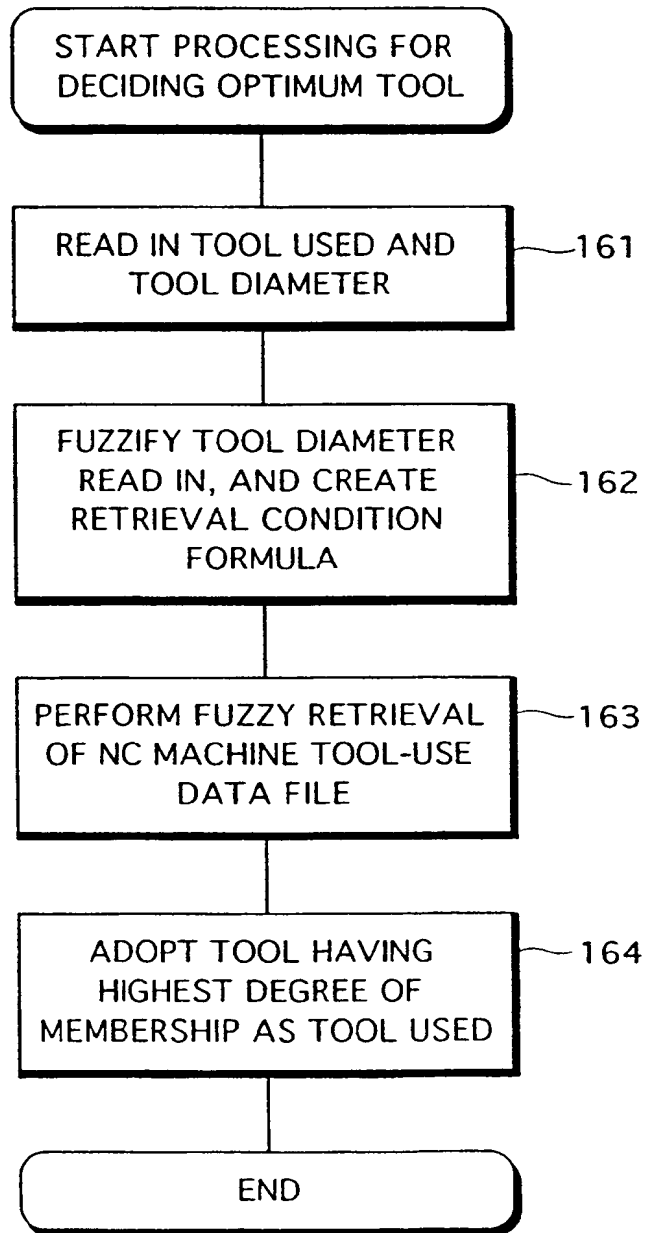 START PROCESSING FOR
DECIDING OPTIMUM TOOL
READ IN TOOL USED AND
TOOL DIAMETER
161
FUZZIFY TOOL DIAMETER
READ IN, AND CREATE
RETRIEVAL CONDITION
FORMULA
162
PERFORM FUZZY RETRIEVAL
OF NC MACHINE TOOL-USE
DATA FILE
163
ADOPT TOOL HAVING
HIGHEST DEGREE OF
MEMBERSHIP AS TOOL USED
164
END